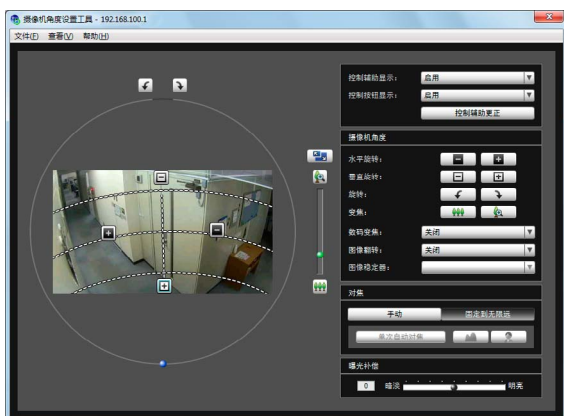 摄像机角度设置工具 - 192.168.100.1
文件(F) 查看(V) 帮助(H)
控制辅助显示： 启用
控制按钮显示： 启用
控制辅助更正
摄像机角度
水平旋转：
垂直旋转：
旋转：
变焦：
数码变焦： 关闭
图像翻转： 关闭
图像稳定器：
对焦
手动 固定到无限远
单次自动对焦
曝光补偿
0 暗淡 明亮